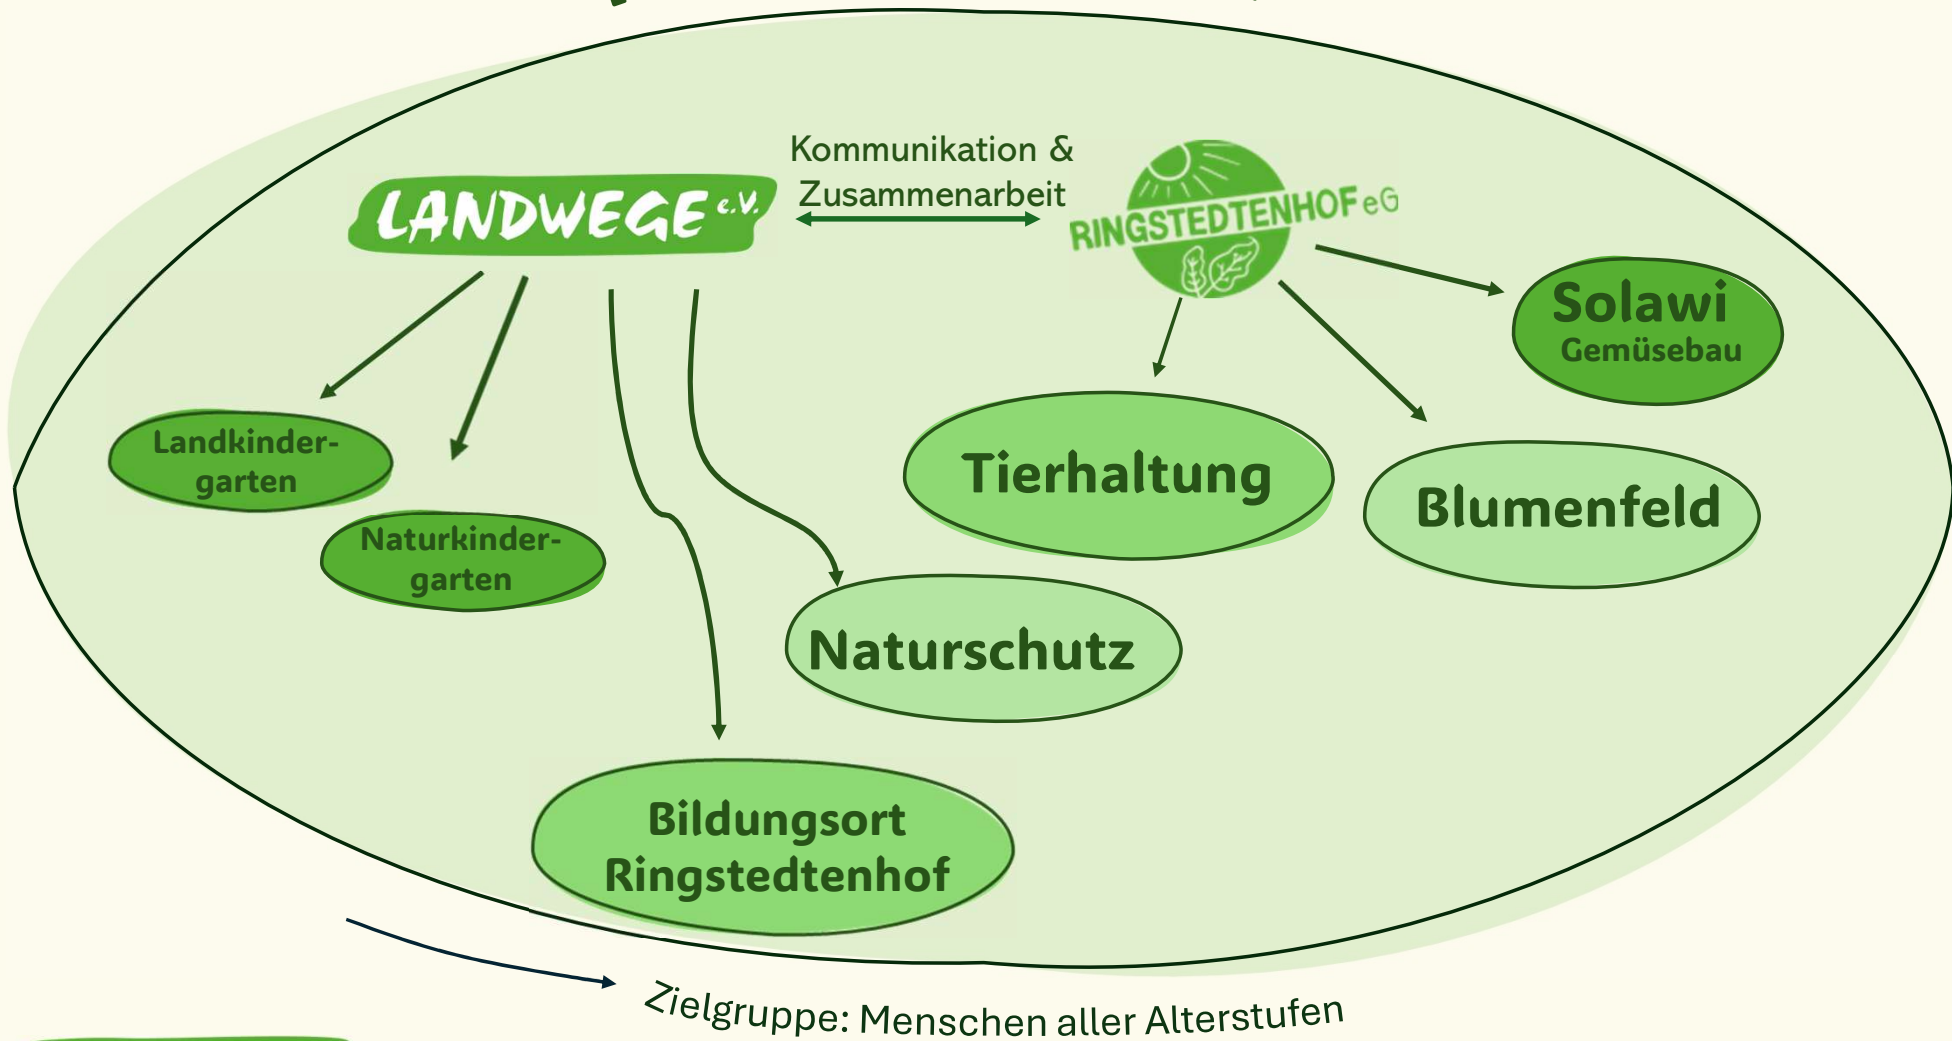 Kommunikation &
Zusammenarbeit
LANDWEGE e.V.
RINGSTEDTENHOF eG
Solawi
Gemüsebau
Landkinder-
garten
Naturkinder-
garten
Tierhaltung
Blumenfeld
Naturschutz
Bildungsort
Ringstedtenhof
Zielgruppe: Menschen aller Alterstufen